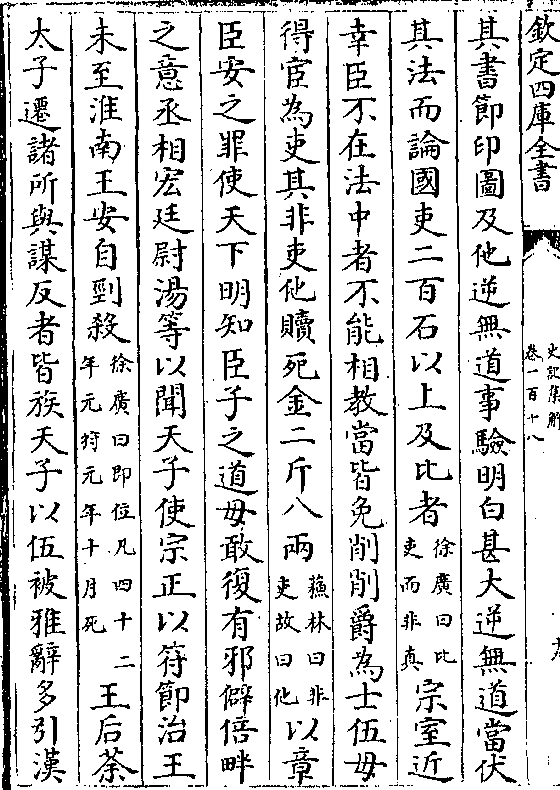 欽定四庫全書
史記集解
卷一百十八
其書節印圖及他逆無道事驗明白甚大逆無道當伏
其法而論國吏二百石以上及比者徐廣曰比吏而非真宗室近
幸臣不在法中者不能相教當皆免削削爵為士伍毋
得宦為吏其非吏他贖死金二斤八兩蘓林曰非吏故曰他以章
臣安之罪使天下明知臣子之道毋敢復有邪僻倍畔
之意丞相宏廷尉湯等以聞天子使宗正以符節治王
未至淮南王安自剄殺徐廣曰即位凡四十二年元狩元年十月死王后荼
太子遷諸所與謀反者皆族天子以伍被雅辭多引漢